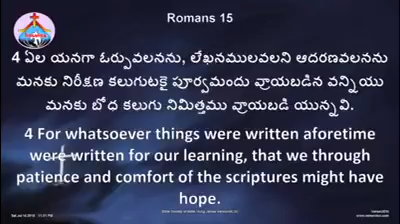 Romans 15
4 ఏల యనగా ఓర్పువలనను, లేఖనములవలని ఆదరణవలనను
మనకు నిరీక్షణ కలుగుటకై పూర్వమందు వ్రాయబడిన వన్నియు
మనకు బోధ కలుగు నిమిత్తము వ్రాయబడి యున్నవి.
4 For whatsoever things were written aforetime
were written for our learning, that we through
patience and comfort of the scriptures might have
hope.